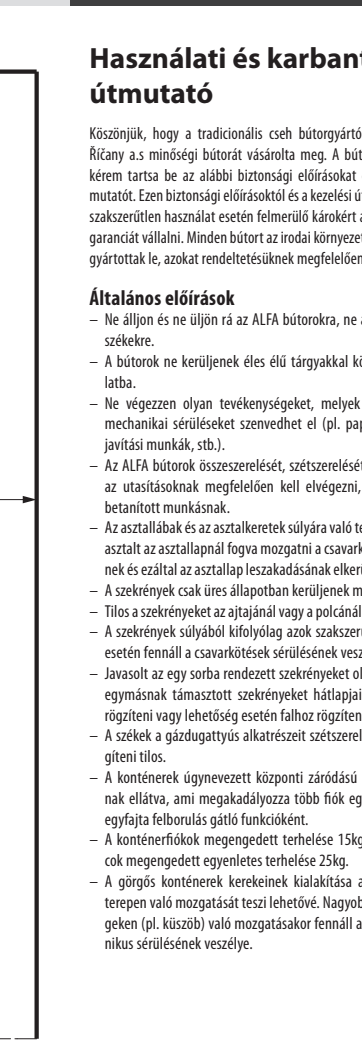 Használati és karbant
útmutató
Köszönjük, hogy a tradicionális cseh bútorgyártó
Říčany a.s minőségi bútorát vásárolta meg. A bút
kérem tartsa be az alábbi biztonsági előírásokat
mutatót. Ezen biztonsági előírásoktól és a kezelési ú
szakszerűtlen használat esetén felmerülő károkért a
garanciát vállalni. Minden bútort az irodai környezet
gyártottak le, azokat rendeltetésüknek megfelelően
Általános előírások
– Ne álljon és ne üljön rá az ALFA bútorokra, ne a
székekre.
– A bútorok ne kerüljenek éles élű tárgyakkal kö
latba.
– Ne végezzen olyan tevékenységeket, melyek
mechanikai sérüléseket szenvedhet el (pl. pap
javítási munkák, stb.).
– Az ALFA bútorok összeszerelését, szétszerelését
az utasításoknak megfelelően kell elvégezni,
betanított munkásnak.
– Az asztallábak és az asztalkeretek súlyára való te
asztalt az asztallapnál fogva mozgatni a csavark
nek és ezáltal az asztallap leszakadásának elkerü
– A szekrények csak üres állapotban kerüljenek m
– Tilos a szekrényeket az ajtajánál vagy a polcánál
– A szekrények súlyából kifolyólag azok szakszerű
esetén fennáll a csavarkötések sérülésének vesz
– Javasolt az egy sorba rendezett szekrényeket ol
egymásnak támasztott szekrényeket hátlapjai
rögzíteni vagy lehetőség esetén falhoz rögzíten
– A székek a gázdugattyús alkatrészeit szétszerel
gíteni tilos.
– A konténerek úgynevezett központi záródású
nak ellátva, ami megakadályozza több fiók eg
egyfajta felborulás gátló funkcióként.
– A konténerfiókok megengedett terhelése 15kg
cok megengedett egyenletes terhelése 25kg.
– A görgős konténerek kerekeinek kialakítása a
terepen való mozgatását teszi lehetővé. Nagyob
geken (pl. küszöb) való mozgatásakor fennáll a
nikus sérülésének veszélye.